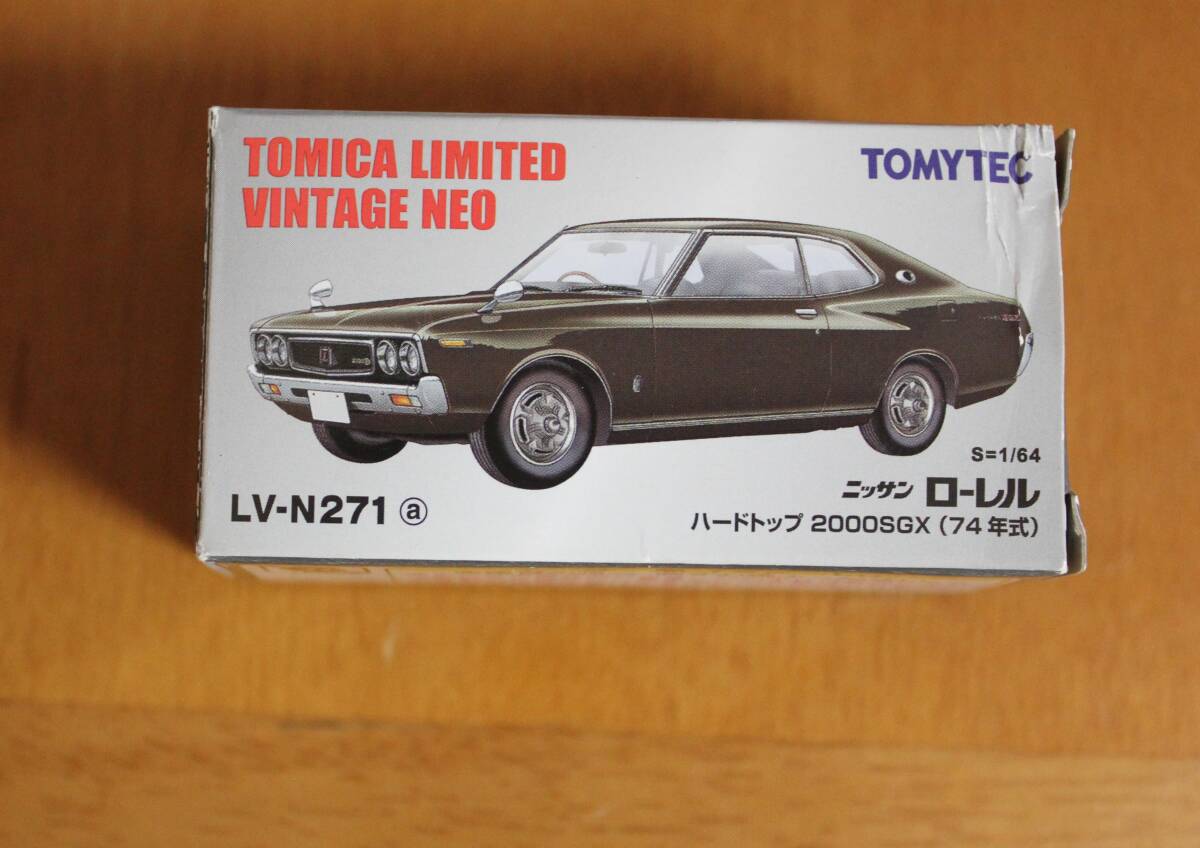 TOMICA LIMITED
VINTAGE NEO
TOMYTEC
S=1/64
LV-N271 ⓐ
ニッサン ローレル
ハードトップ 2000SGX (74年式)